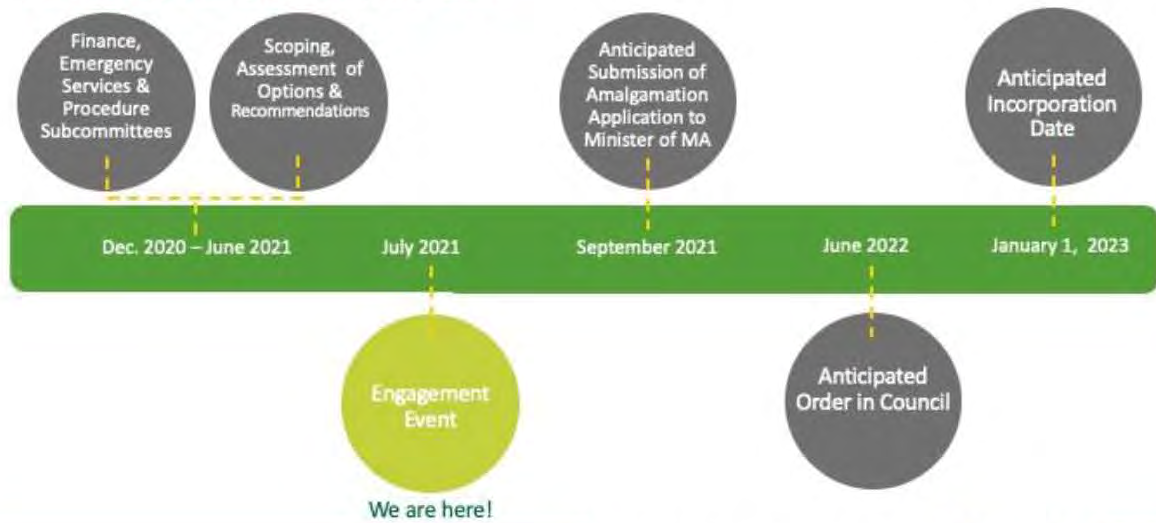 Finance,
Emergency
Services &
Procedure
Subcommittees
Scoping,
Assessment of
Options &
Recommendations
Anticipated
Submission of
Amalgamation
Application to
Minister of MA
Anticipated
Incorporation
Date
Dec. 2020 – June 2021
July 2021
September 2021
June 2022
January 1, 2023
Engagement
Event
We are here!
Anticipated
Order in Council